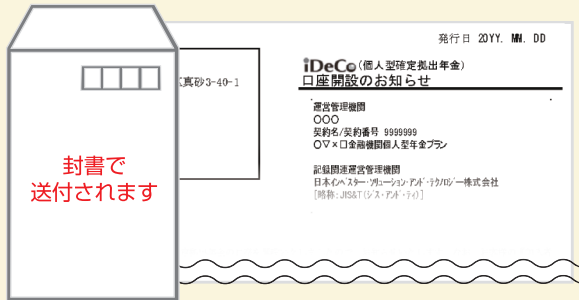 封書で
送付されます
真砂3-40-1
発行日 20YY. MM. DD
iDeCo(個人型確定拠出年金)
口座開設のお知らせ
運営管理機関
○○○
契約名/契約番号 9999999
○▽×口金融機関個人型年金プラン
記録関連運営管理機関
日本インベスター・ソリューション・アンド・テクノロジー株式会社
[略称:JIS&T(ジス・アンド・ティ)]